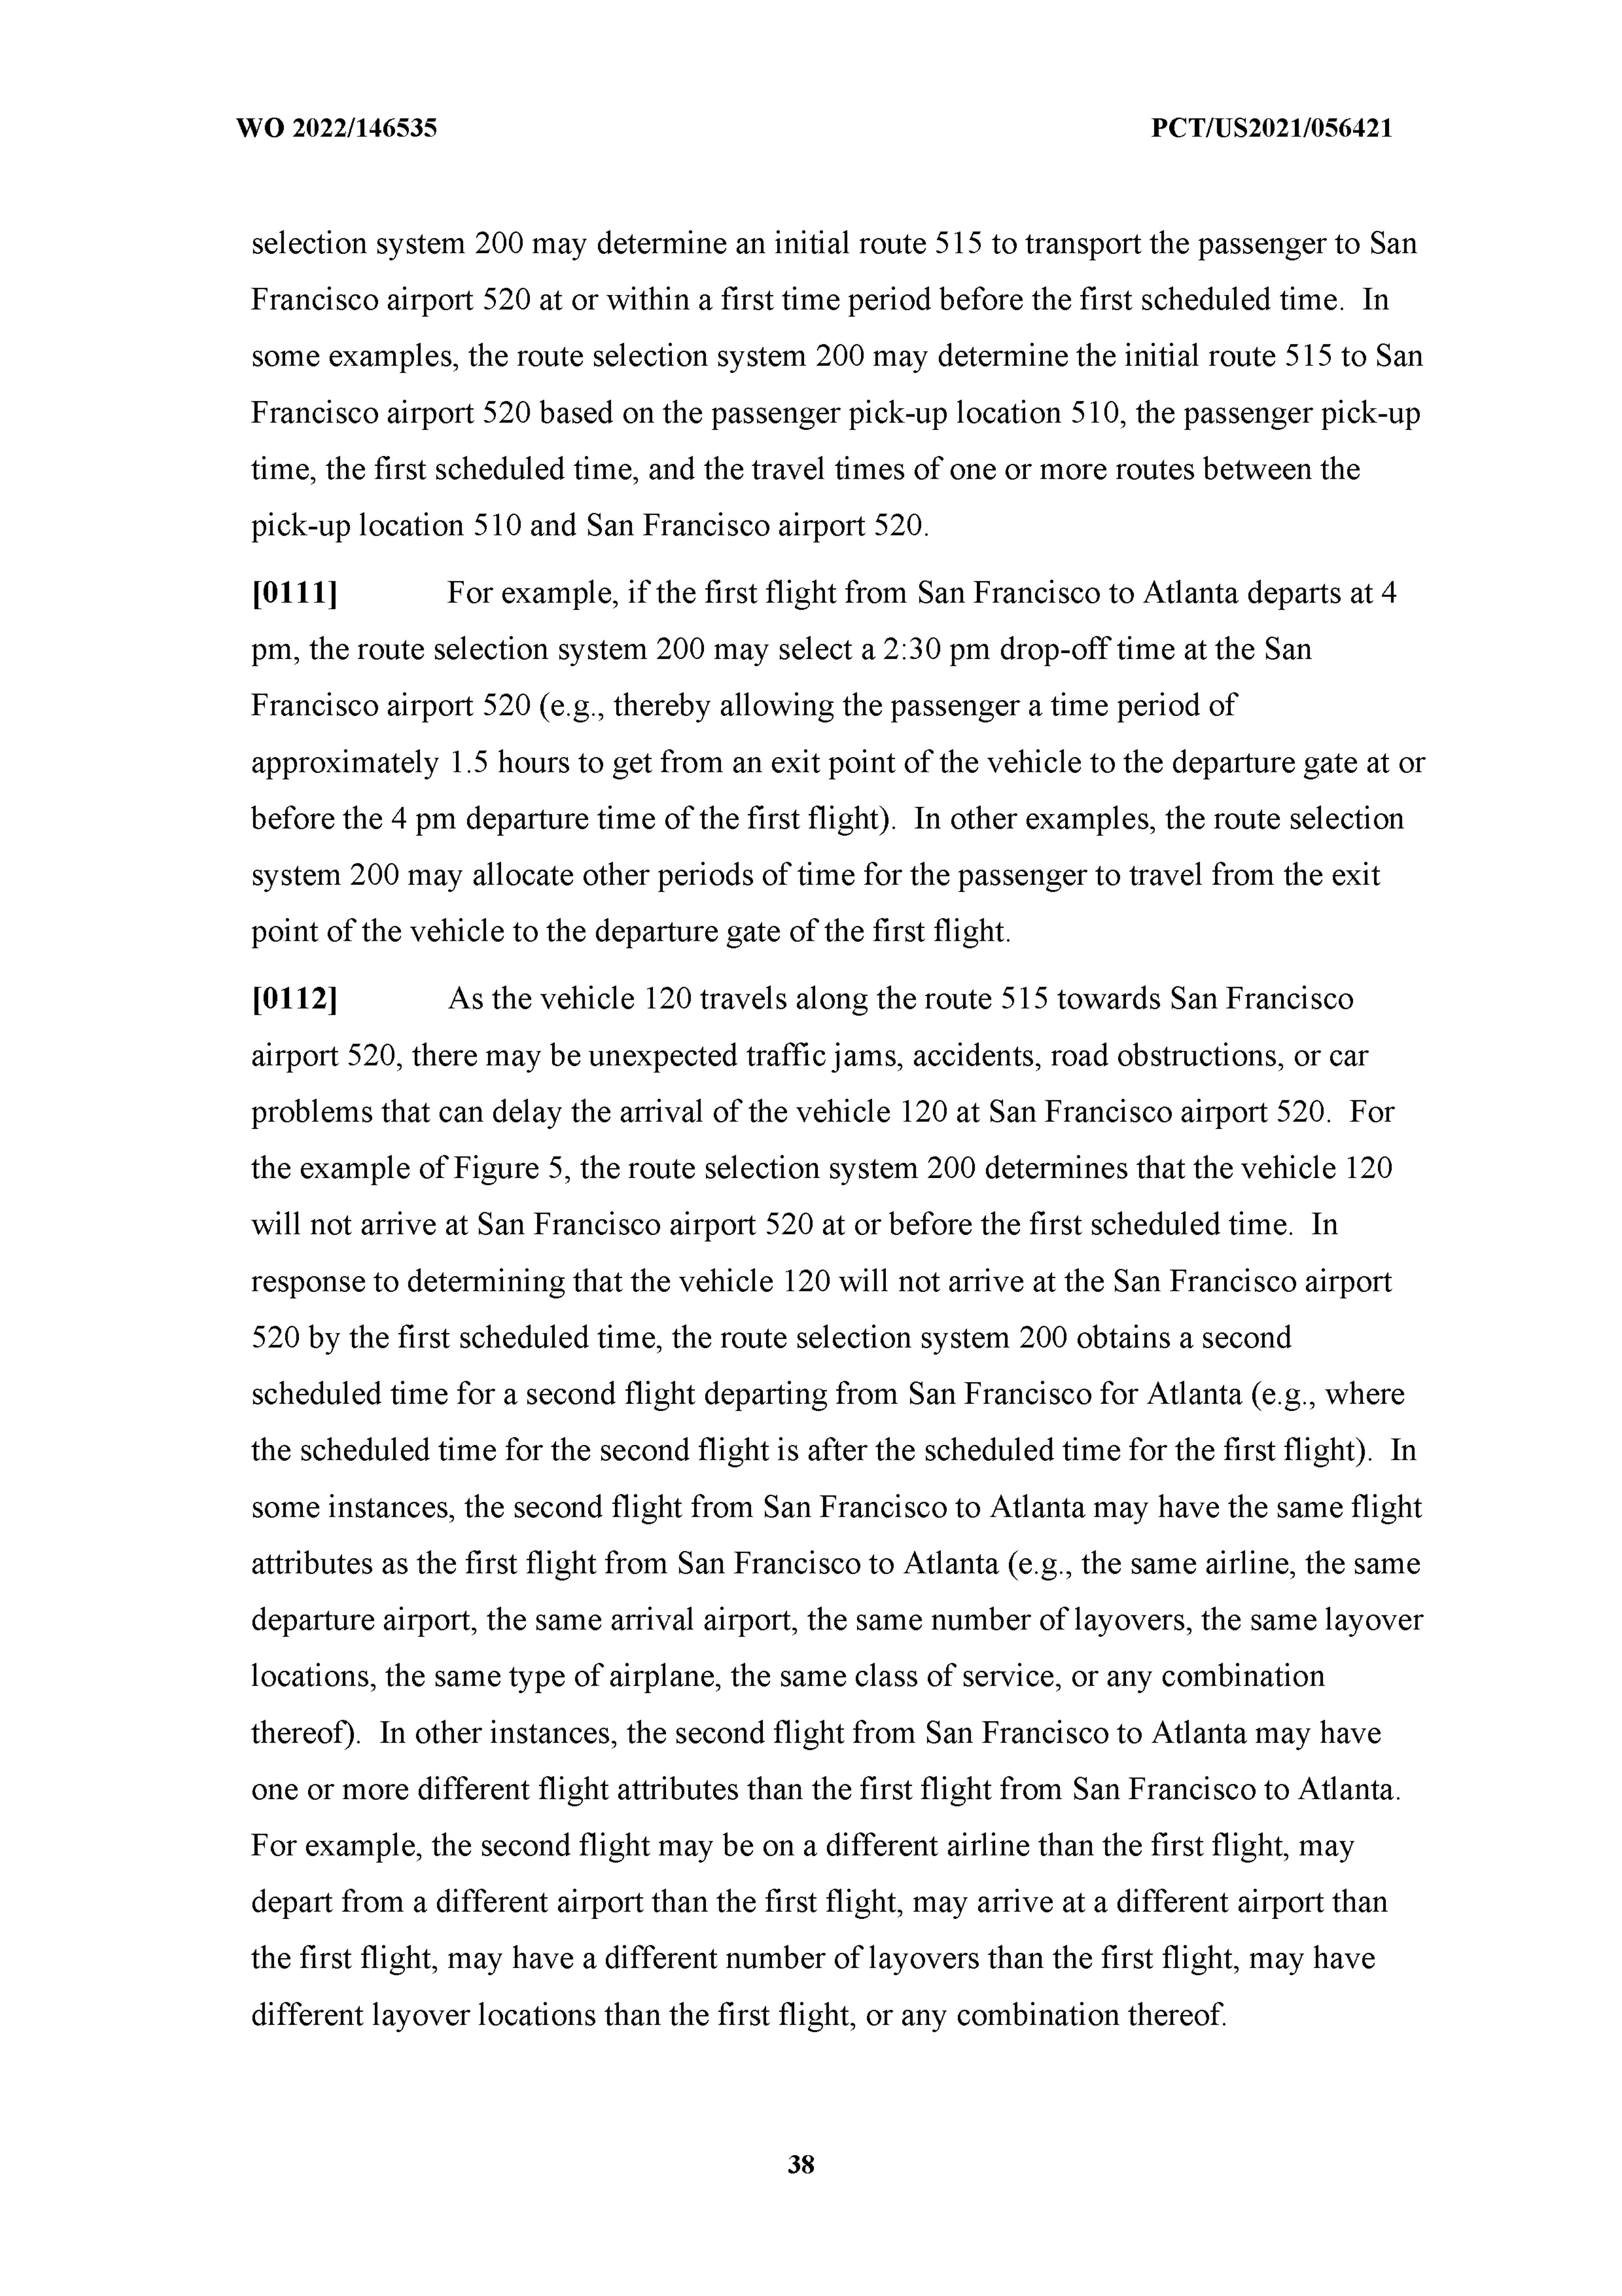 WO 2022/146535 PCT/US2021/056421
selection system 200 may determine an initial route 515 to transport the passenger to San
Francisco airport 520 at or within a first time period before the first scheduled time.  In
some examples, the route selection system 200 may determine the initial route 515 to San
Francisco airport 520 based on the passenger pick-up location 510, the passenger pick-up
time, the first scheduled time, and the travel times of one or more routes between the
pick-up location 510 and San Francisco airport 520.
[0111] For example, if the first flight from San Francisco to Atlanta departs at 4
pm, the route selection system 200 may select a 2:30 pm drop-off time at the San
Francisco airport 520 (e.g., thereby allowing the passenger a time period of
approximately 1.5 hours to get from an exit point of the vehicle to the departure gate at or
before the 4 pm departure time of the first flight).  In other examples, the route selection
system 200 may allocate other periods of time for the passenger to travel from the exit
point of the vehicle to the departure gate of the first flight.
[0112] As the vehicle 120 travels along the route 515 towards San Francisco
airport 520, there may be unexpected traffic jams, accidents, road obstructions, or car
problems that can delay the arrival of the vehicle 120 at San Francisco airport 520.  For
the example of Figure 5, the route selection system 200 determines that the vehicle 120
will not arrive at San Francisco airport 520 at or before the first scheduled time.  In
response to determining that the vehicle 120 will not arrive at the San Francisco airport
520 by the first scheduled time, the route selection system 200 obtains a second
scheduled time for a second flight departing from San Francisco for Atlanta (e.g., where
the scheduled time for the second flight is after the scheduled time for the first flight).  In
some instances, the second flight from San Francisco to Atlanta may have the same flight
attributes as the first flight from San Francisco to Atlanta (e.g., the same airline, the same
departure airport, the same arrival airport, the same number of layovers, the same layover
locations, the same type of airplane, the same class of service, or any combination
thereof).  In other instances, the second flight from San Francisco to Atlanta may have
one or more different flight attributes than the first flight from San Francisco to Atlanta.
For example, the second flight may be on a different airline than the first flight, may
depart from a different airport than the first flight, may arrive at a different airport than
the first flight, may have a different number of layovers than the first flight, may have
different layover locations than the first flight, or any combination thereof.
38